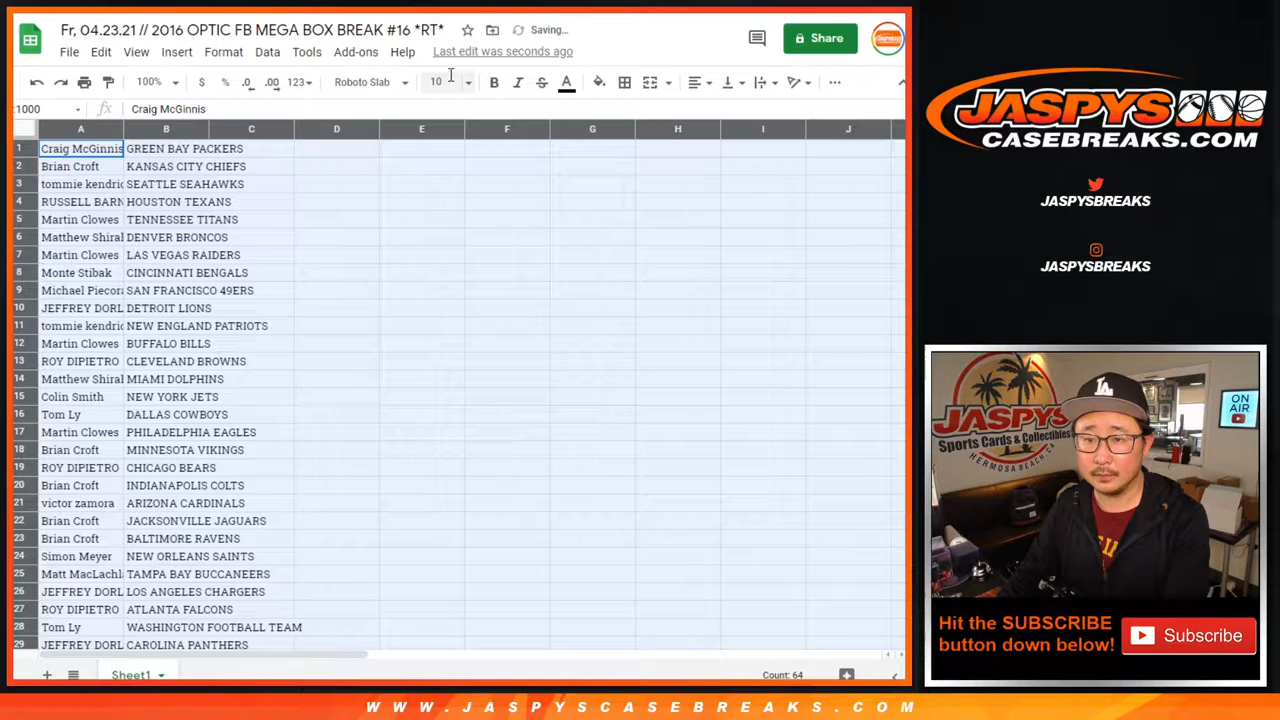 Fr, 04.23.21 // 2016 OPTIC FB MEGA BOX BREAK #16 *RT*
Saving...
Share
File Edit View Insert Format Data Tools Add-ons Help Last edit was seconds ago
100% $ % .0 .00 123 Roboto Slab 10 B I S A
:1000 fx Craig McGinnis
A B C D E F G H I J
1 Craig McGinnis GREEN BAY PACKERS
2 Brian Croft KANSAS CITY CHIEFS
3 tommie kendric SEATTLE SEAHAWKS
4 RUSSELL BARN HOUSTON TEXANS
5 Martin Clowes TENNESSEE TITANS
6 Matthew Shiral DENVER BRONCOS
7 Martin Clowes LAS VEGAS RAIDERS
8 Monte Stibak CINCINNATI BENGALS
9 Michael Piecora SAN FRANCISCO 49ERS
10 JEFFREY DORL DETROIT LIONS
11 tommie kendric NEW ENGLAND PATRIOTS
12 Martin Clowes BUFFALO BILLS
13 ROY DIPIETRO CLEVELAND BROWNS
14 Matthew Shiral MIAMI DOLPHINS
15 Colin Smith NEW YORK JETS
16 Tom Ly DALLAS COWBOYS
17 Martin Clowes PHILADELPHIA EAGLES
18 Brian Croft MINNESOTA VIKINGS
19 ROY DIPIETRO CHICAGO BEARS
20 Brian Croft INDIANAPOLIS COLTS
21 victor zamora ARIZONA CARDINALS
22 Brian Croft JACKSONVILLE JAGUARS
23 Brian Croft BALTIMORE RAVENS
24 Simon Meyer NEW ORLEANS SAINTS
25 Matt MacLachl TAMPA BAY BUCCANEERS
26 JEFFREY DORL LOS ANGELES CHARGERS
27 ROY DIPIETRO ATLANTA FALCONS
28 Tom Ly WASHINGTON FOOTBALL TEAM
29 JEFFREY DORL CAROLINA PANTHERS
Sheet1
Count: 64
JASPYS
CASEBREAKS.COM
JASPYSBREAKS
JASPYSBREAKS
JASPYS
Sports Cards & Collectibles
HERMOSA BEACH, CA
ON
AIR
LA
Hit the SUBSCRIBE
button down below!
Subscribe
WWW.JASPYSCASEBREAKS.COM